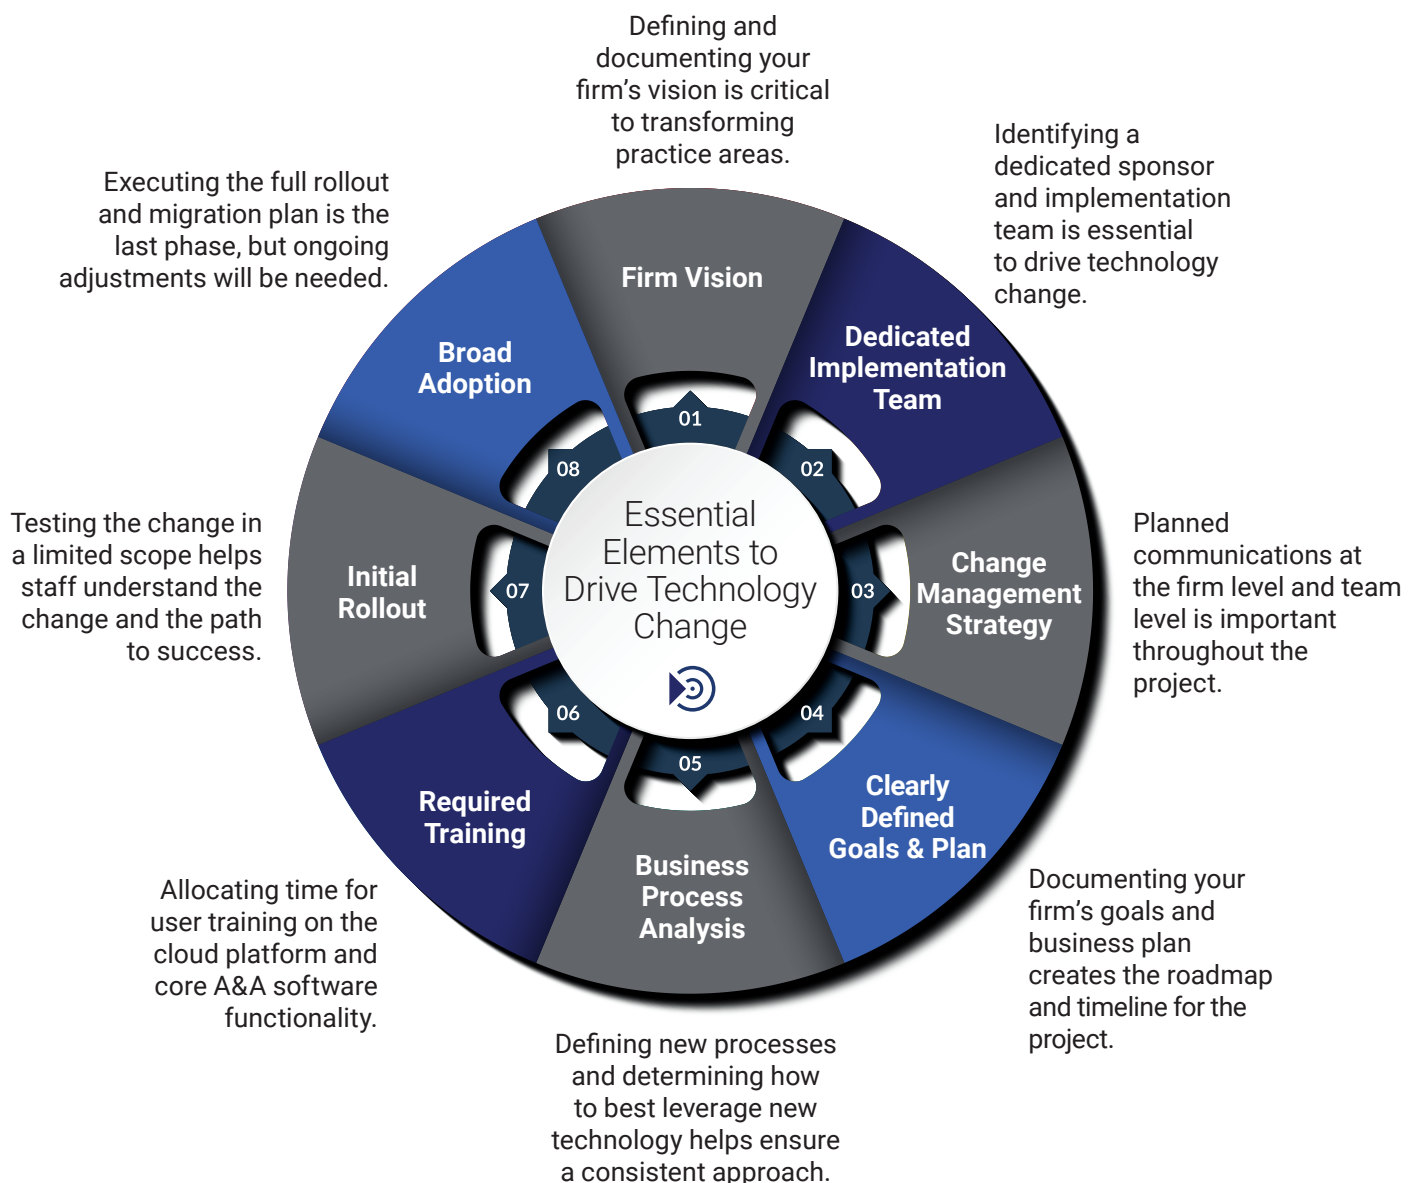 Essential
Elements to
Drive Technology
Change
01
Firm Vision
Defining and
documenting your
firm's vision is critical
to transforming
practice areas.
02
Dedicated
Implementation
Team
Identifying a
dedicated sponsor
and implementation
team is essential
to drive technology
change.
03
Change
Management
Strategy
Planned
communications at
the firm level and team
level is important
throughout the
project.
04
Clearly
Defined
Goals & Plan
Documenting your
firm's goals and
business plan
creates the roadmap
and timeline for the
project.
05
Business
Process
Analysis
Defining new processes
and determining how
to best leverage new
technology helps ensure
a consistent approach.
06
Required
Training
Allocating time for
user training on the
cloud platform and
core A&A software
functionality.
07
Initial
Rollout
Testing the change in
a limited scope helps
staff understand the
change and the path
to success.
08
Broad
Adoption
Executing the full rollout
and migration plan is the
last phase, but ongoing
adjustments will be needed.